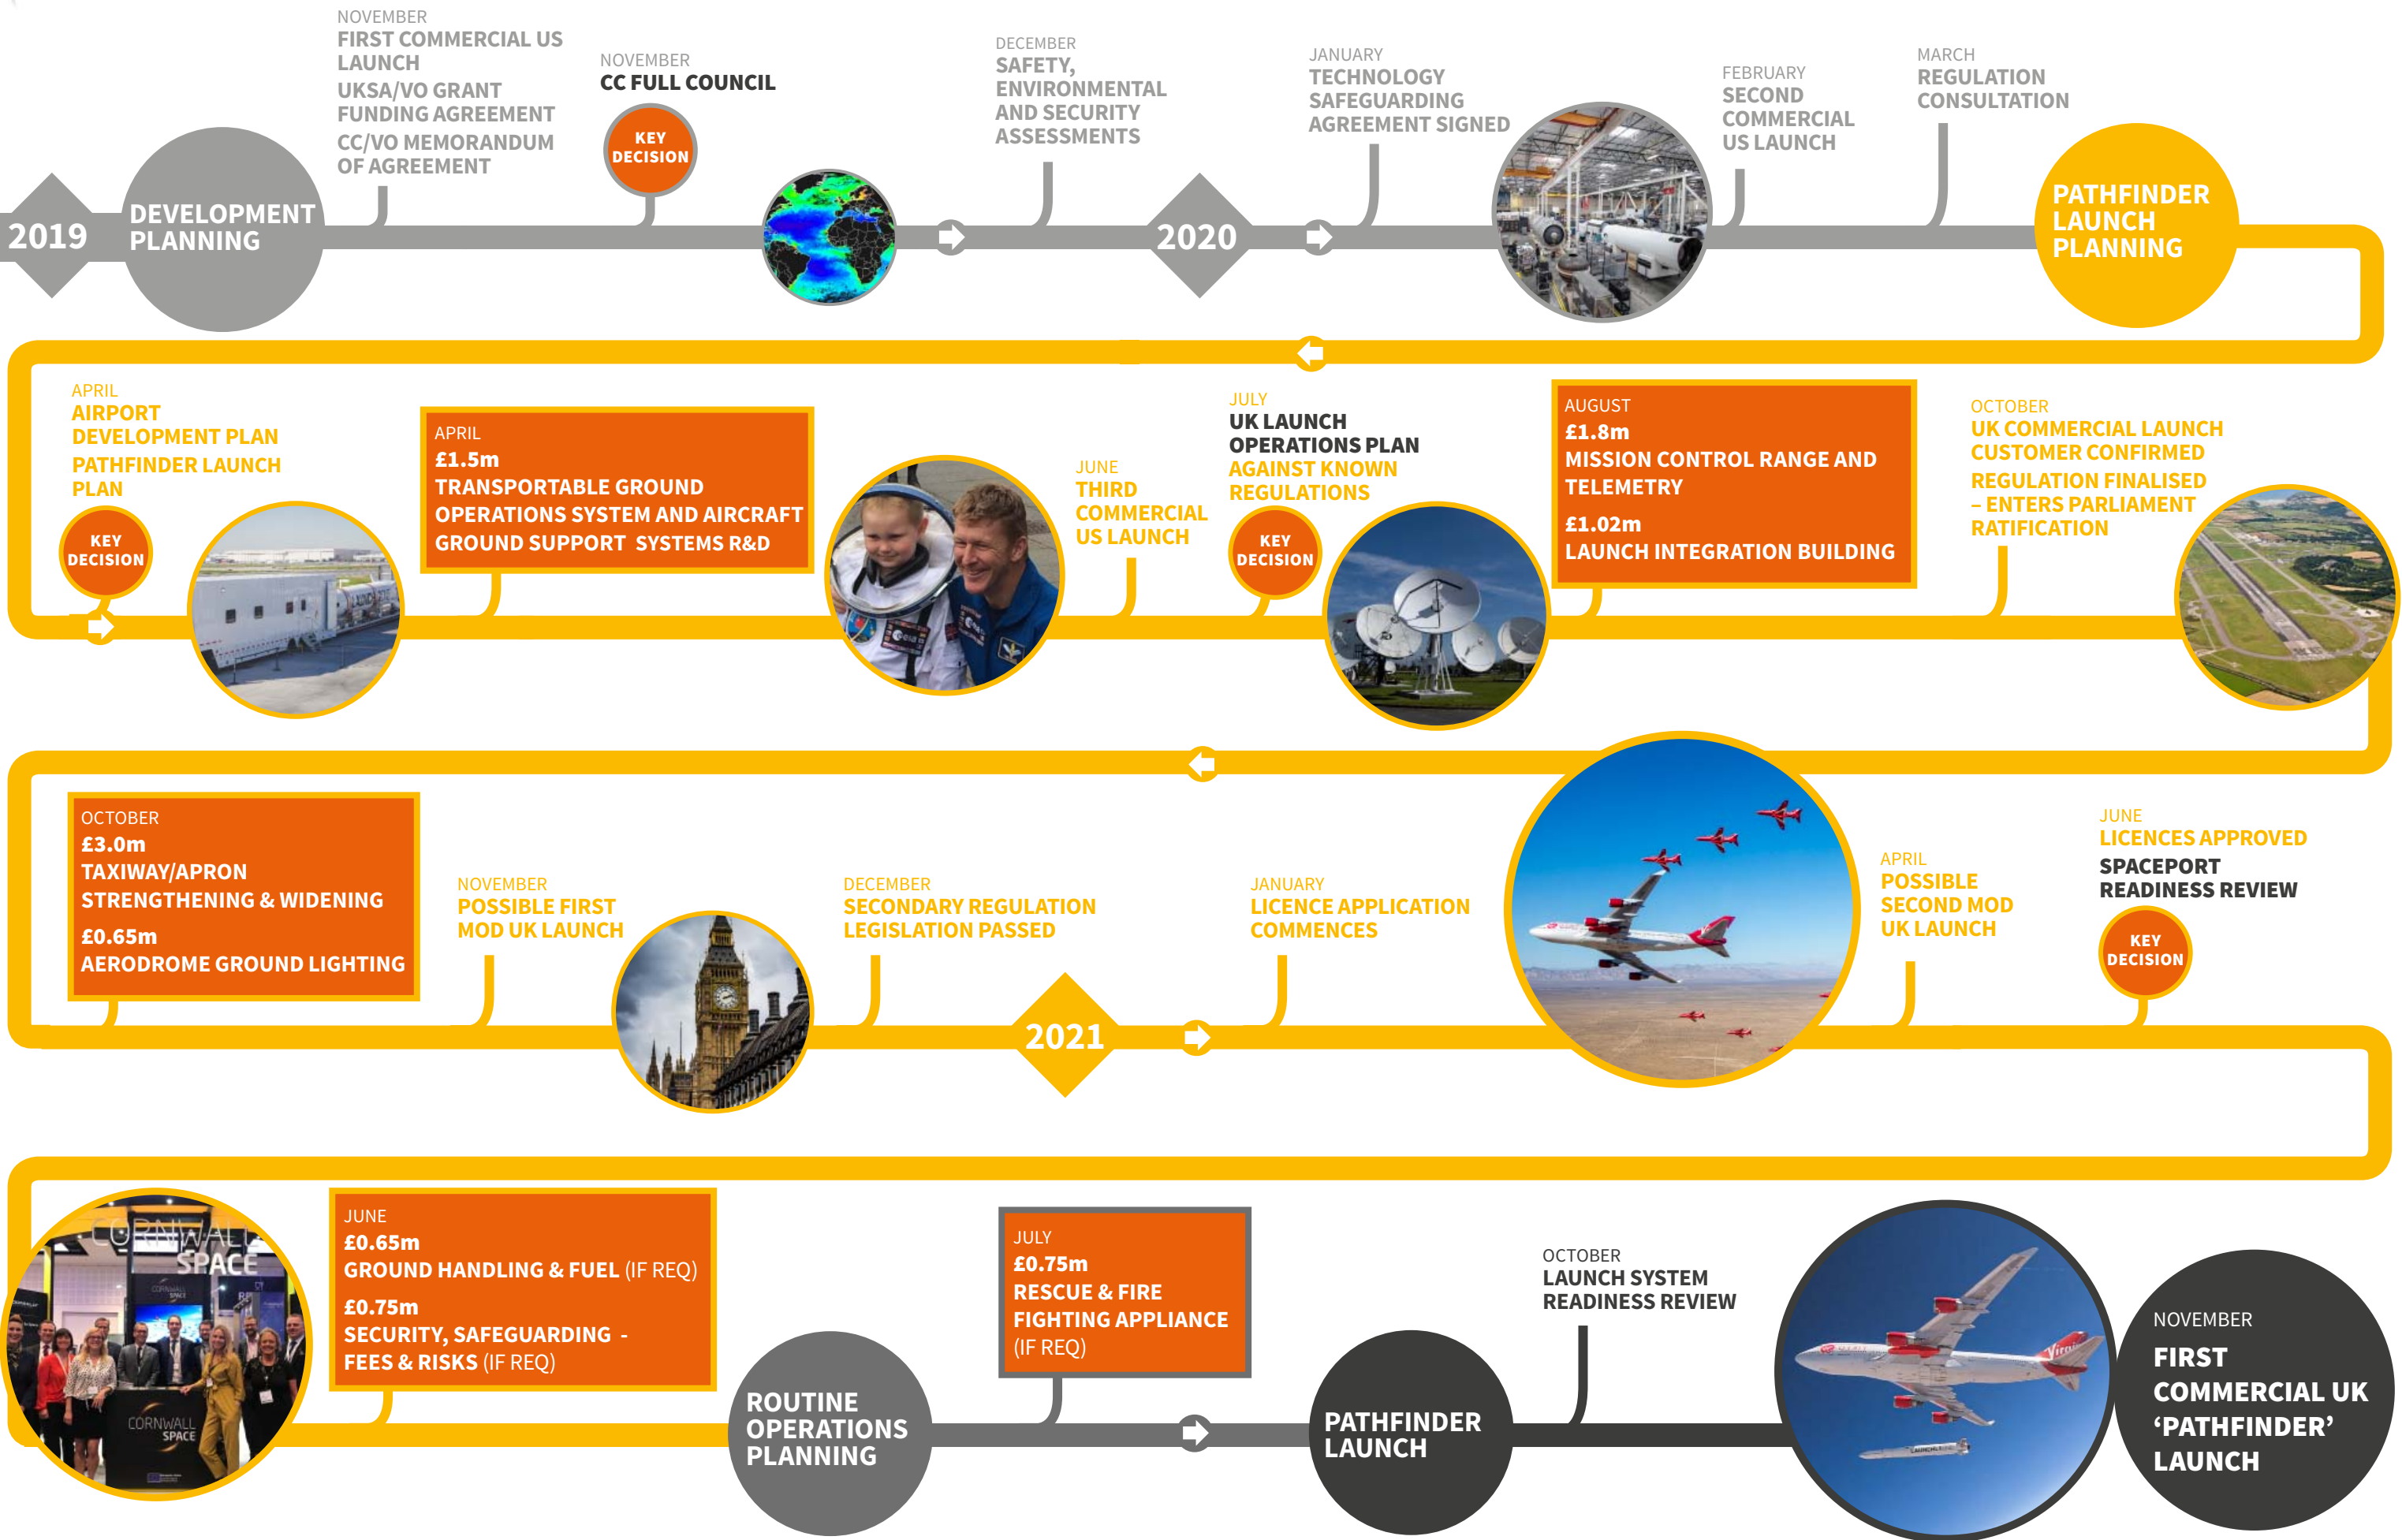 NOVEMBER
FIRST COMMERCIAL US
LAUNCH
UKSA/VO GRANT
FUNDING AGREEMENT
CC/VO MEMORANDUM
OF AGREEMENT
NOVEMBER
CC FULL COUNCIL
KEY
DECISION
DECEMBER
SAFETY,
ENVIRONMENTAL
AND SECURITY
ASSESSMENTS
JANUARY
TECHNOLOGY
SAFEGUARDING
AGREEMENT SIGNED
FEBRUARY
SECOND
COMMERCIAL
US LAUNCH
MARCH
REGULATION
CONSULTATION
2019
DEVELOPMENT
PLANNING
2020
PATHFINDER
LAUNCH
PLANNING
APRIL
AIRPORT
DEVELOPMENT PLAN
PATHFINDER LAUNCH
PLAN
KEY
DECISION
APRIL
£1.5m
TRANSPORTABLE GROUND
OPERATIONS SYSTEM AND AIRCRAFT
GROUND SUPPORT SYSTEMS R&D
esa
JUNE
THIRD
COMMERCIAL
US LAUNCH
JULY
UK LAUNCH
OPERATIONS PLAN
AGAINST KNOWN
REGULATIONS
KEY
DECISION
AUGUST
£1.8m
MISSION CONTROL RANGE AND
TELEMETRY
£1.02m
LAUNCH INTEGRATION BUILDING
OCTOBER
UK COMMERCIAL LAUNCH
CUSTOMER CONFIRMED
REGULATION FINALISED
– ENTERS PARLIAMENT
RATIFICATION
OCTOBER
£3.0m
TAXIWAY/APRON
STRENGTHENING & WIDENING
£0.65m
AERODROME GROUND LIGHTING
NOVEMBER
POSSIBLE FIRST
MOD UK LAUNCH
DECEMBER
SECONDARY REGULATION
LEGISLATION PASSED
2021
JANUARY
LICENCE APPLICATION
COMMENCES
APRIL
POSSIBLE
SECOND MOD
UK LAUNCH
JUNE
LICENCES APPROVED
SPACEPORT
READINESS REVIEW
KEY
DECISION
CORNWALL
SPACE
CORNWALL
SPACE
CORNWALL
SPACE
JUNE
£0.65m
GROUND HANDLING & FUEL (IF REQ)
£0.75m
SECURITY, SAFEGUARDING -
FEES & RISKS (IF REQ)
ROUTINE
OPERATIONS
PLANNING
JULY
£0.75m
RESCUE & FIRE
FIGHTING APPLIANCE
(IF REQ)
PATHFINDER
LAUNCH
OCTOBER
LAUNCH SYSTEM
READINESS REVIEW
Virgin
NOVEMBER
FIRST
COMMERCIAL UK
‘PATHFINDER’
LAUNCH